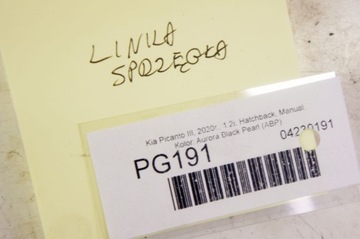 LINKA
SPRZĘGŁA
Kia Picanto III, 2020r., 1.2i, Hatchback, Manual,
Kolor: Aurora Black Pearl (ABP)
PG191
04220191